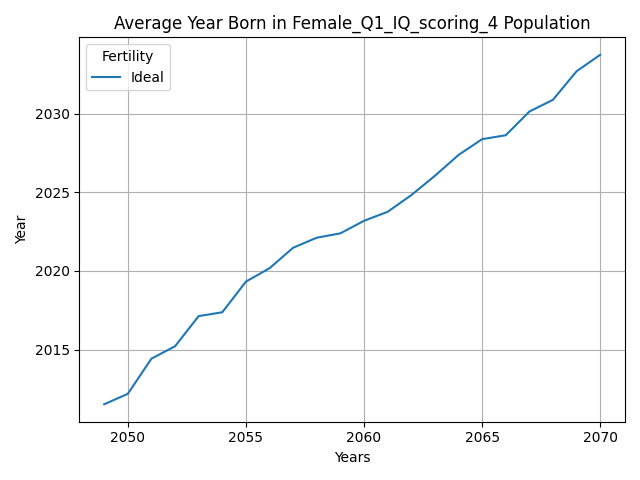 Average Year Born in Female_Q1_IQ_scoring_4 Population
Fertility
Ideal
Year
2030
2025
2020
2015
2050 2055 2060 2065 2070
Years